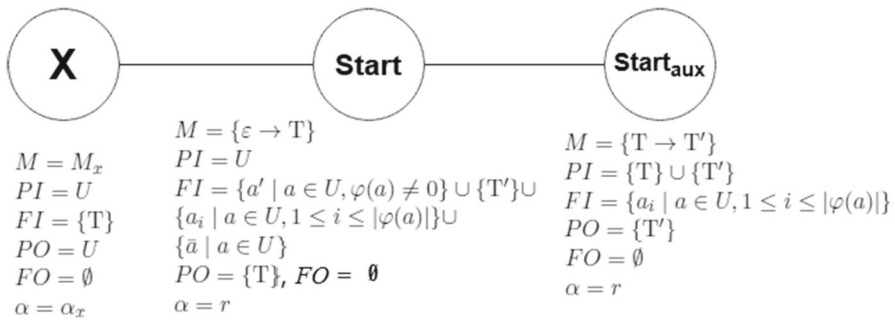 X Start Start_aux
M = M_x
PI = U
FI = {T}
PO = U
FO = ∅
α = α_x
M = {ε → T}
PI = U
FI = {a′ | a ∈ U, φ(a) ≠ 0} ∪ {T′}∪
{a_i | a ∈ U, 1 ≤ i ≤ |φ(a)|}∪
{ā | a ∈ U}
PO = {T}, FO = ∅
α = r
M = {T → T′}
PI = {T} ∪ {T′}
FI = {a_i | a ∈ U, 1 ≤ i ≤ |φ(a)|}
PO = {T′}
FO = ∅
α = r